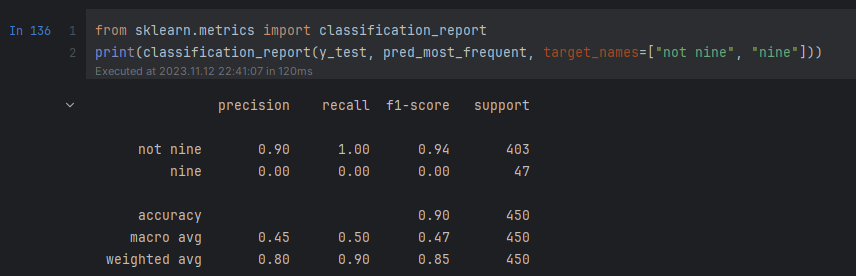 In 136 1 from sklearn.metrics import classification_report
2 print(classification_report(y_test, pred_most_frequent, target_names=["not nine", "nine"]))
Executed at 2023.11.12 22:41:07 in 120ms
precision recall f1-score support
not nine 0.90 1.00 0.94 403
nine 0.00 0.00 0.00 47
accuracy 0.90 450
macro avg 0.45 0.50 0.47 450
weighted avg 0.80 0.90 0.85 450